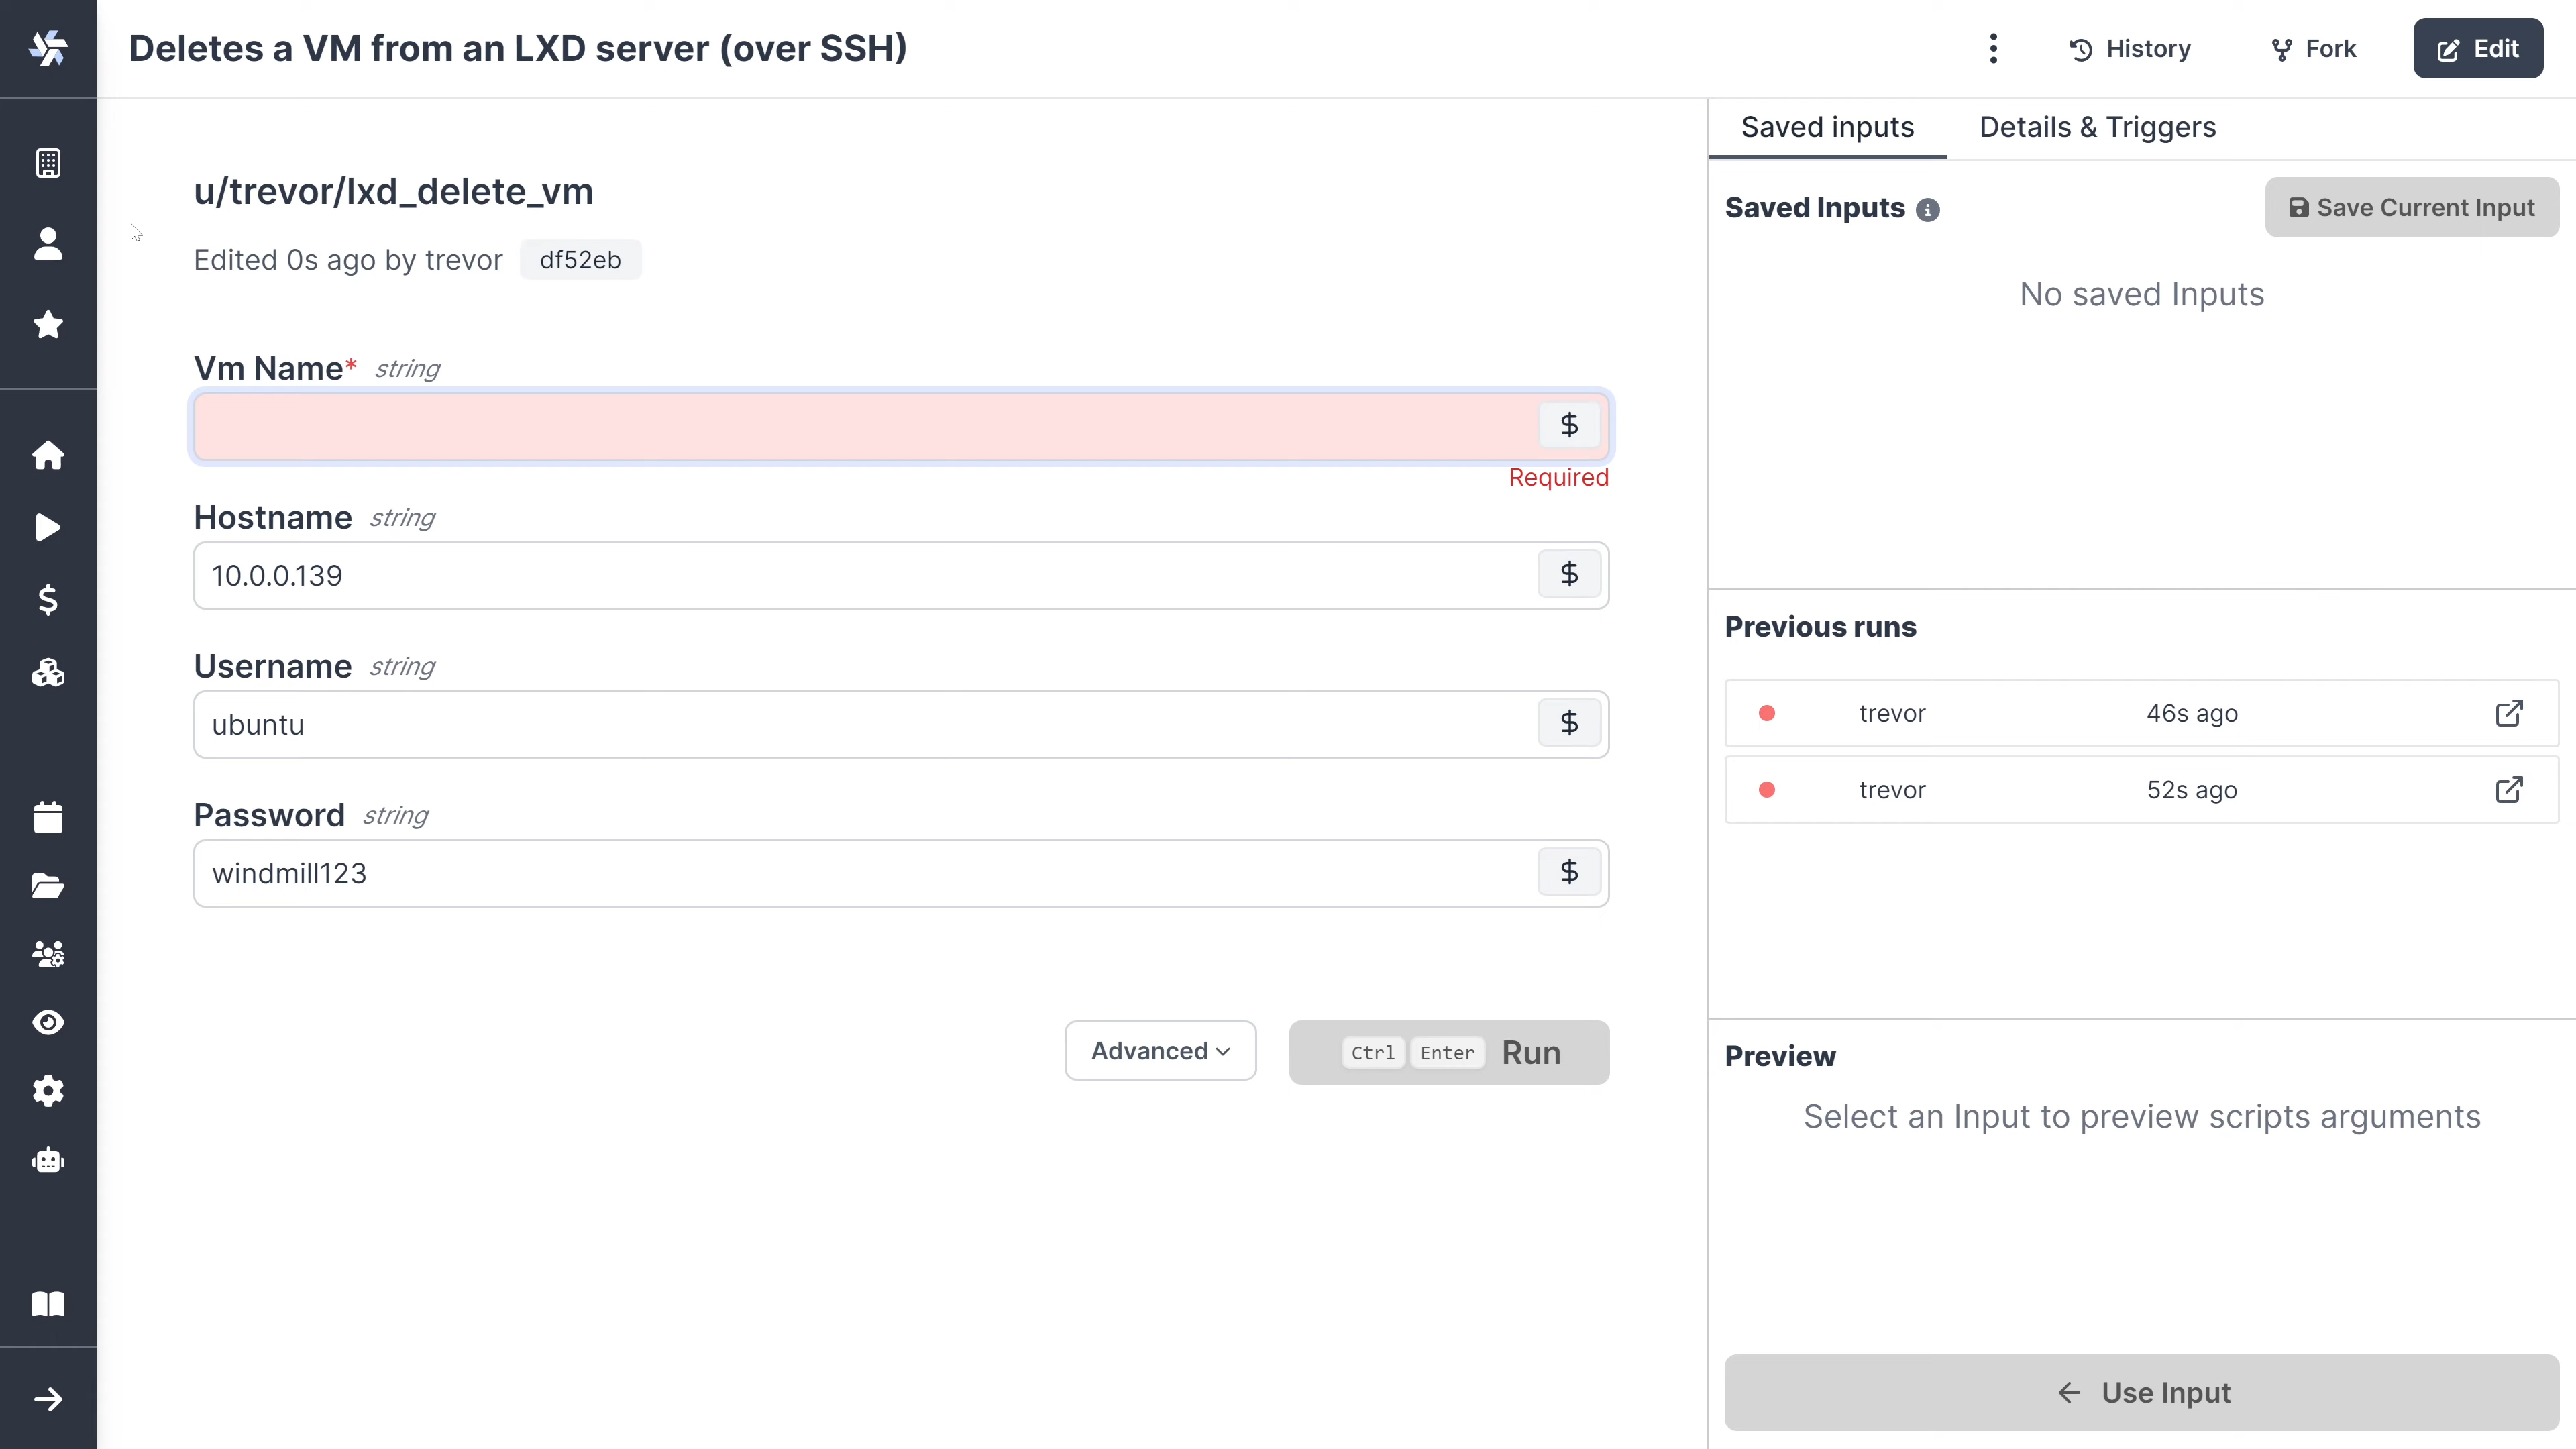 Deletes a VM from an LXD server (over SSH)
History
Fork
Edit
u/trevor/lxd_delete_vm
Edited 0s ago by trevor df52eb
Vm Name* string
$
Required
Hostname string
10.0.0.139 $
Username string
ubuntu $
Password string
windmill123 $
Advanced
Ctrl Enter Run
Saved inputs Details & Triggers
Saved Inputs
Save Current Input
No saved Inputs
Previous runs
trevor 46s ago
trevor 52s ago
Preview
Select an Input to preview scripts arguments
Use Input